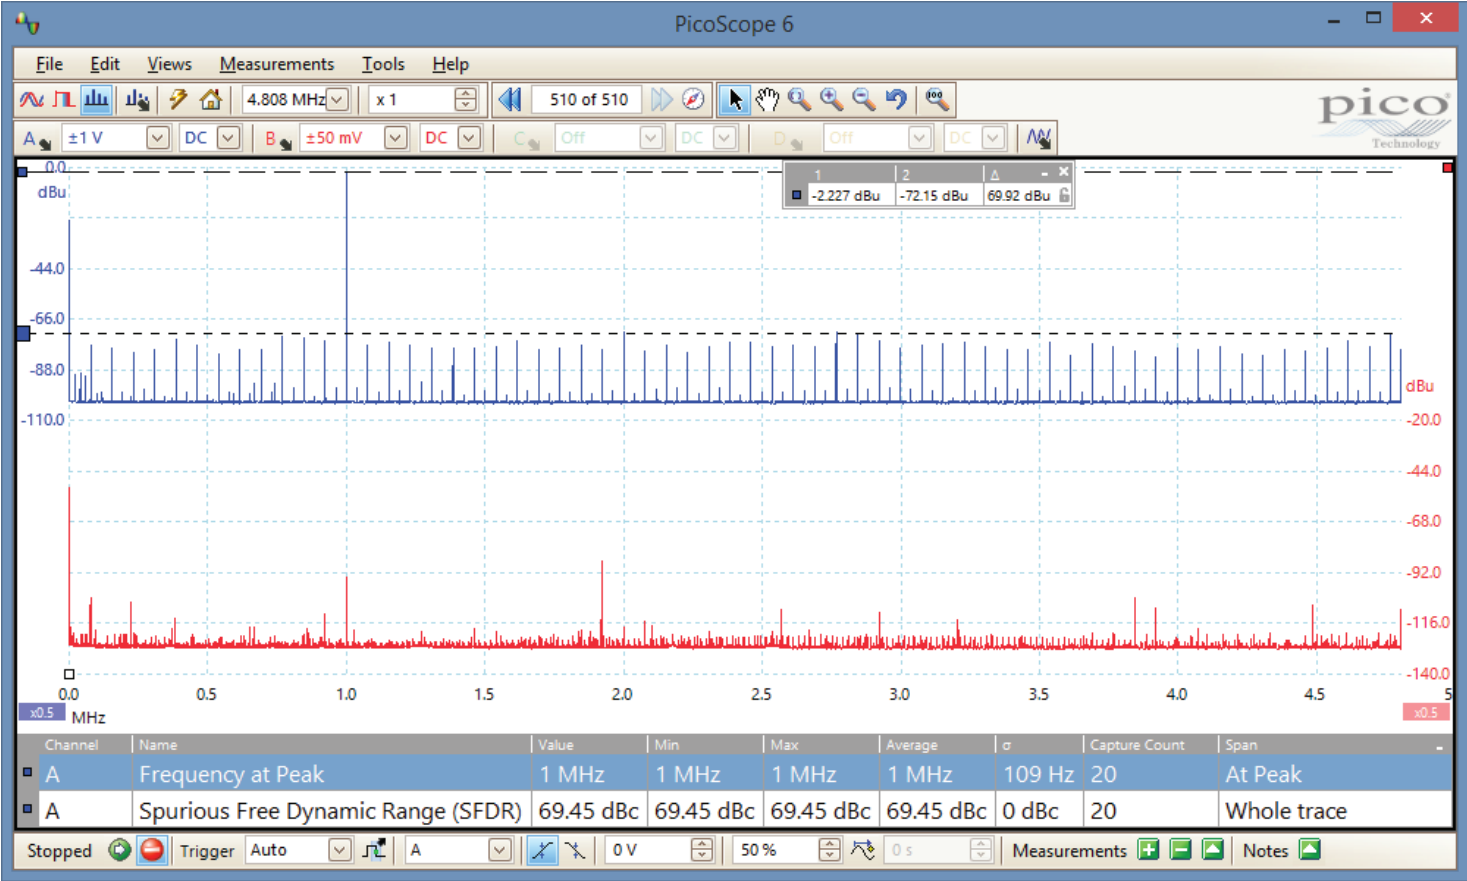 PicoScope 6
File Edit Views Measurements Tools Help
4.808 MHz x 1 510 of 510
pico
Technology
A ±1 V DC B ±50 mV DC C Off DC D Off DC
1 2 Δ
-2.227 dBu -72.15 dBu 69.92 dBu
0.0
dBu
-44.0
-66.0
-88.0
-110.0
dBu
-20.0
-44.0
-68.0
-92.0
-116.0
-140.0
0.0 0.5 1.0 1.5 2.0 2.5 3.0 3.5 4.0 4.5 5
x0.5 MHz x0.5
Channel Name Value Min Max Average σ Capture Count Span
A Frequency at Peak 1 MHz 1 MHz 1 MHz 1 MHz 109 Hz 20 At Peak
A Spurious Free Dynamic Range (SFDR) 69.45 dBc 69.45 dBc 69.45 dBc 69.45 dBc 0 dBc 20 Whole trace
Stopped Trigger Auto A 0 V 50 % 0 s Measurements Notes